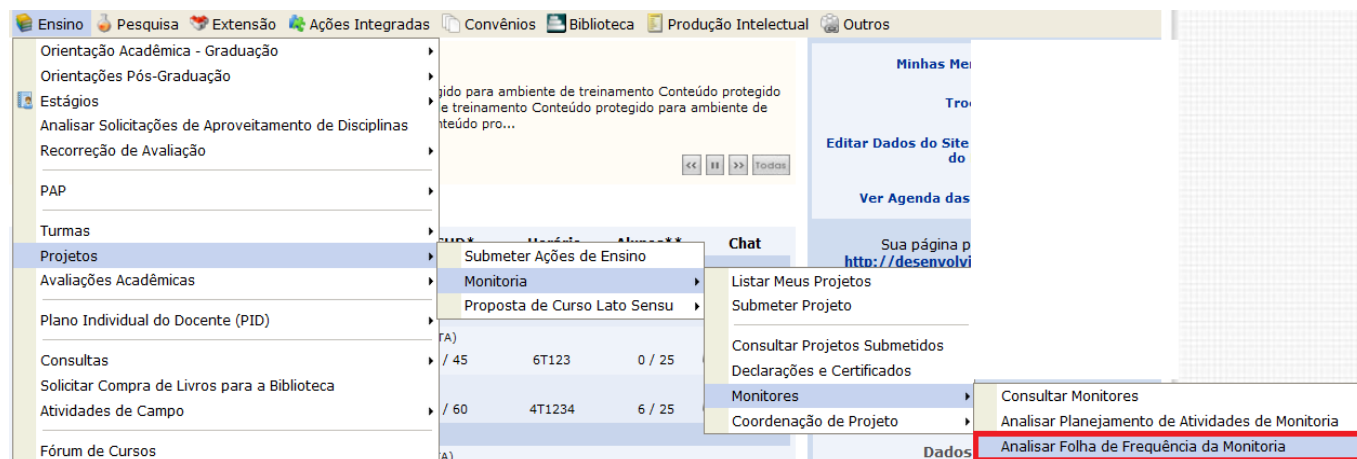 Ensino Pesquisa Extensão Ações Integradas Convênios Biblioteca Produção Intelectual Outros
Orientação Acadêmica - Graduação
Orientações Pós-Graduação
Estágios
Analisar Solicitações de Aproveitamento de Disciplinas
Recorreção de Avaliação
PAP
Turmas
Projetos
Avaliações Acadêmicas
Plano Individual do Docente (PID)
Consultas
Solicitar Compra de Livros para a Biblioteca
Atividades de Campo
Fórum de Cursos
gido para ambiente de treinamento Conteúdo protegido
e treinamento Conteúdo protegido para ambiente de
nteúdo pro...
<< II >> Todas
Minhas Me
Tro
Editar Dados do Site
do
Ver Agenda das
Sua página p
http://desenvolvi
Horário Alunos** Chat
Submeter Ações de Ensino
Monitoria
Proposta de Curso Lato Sensu
TA)
/ 45 6T123 0 / 25
/ 60 4T1234 6 / 25
A)
Listar Meus Projetos
Submeter Projeto
Consultar Projetos Submetidos
Declarações e Certificados
Monitores
Coordenação de Projeto
Dados
Consultar Monitores
Analisar Planejamento de Atividades de Monitoria
Analisar Folha de Frequência da Monitoria